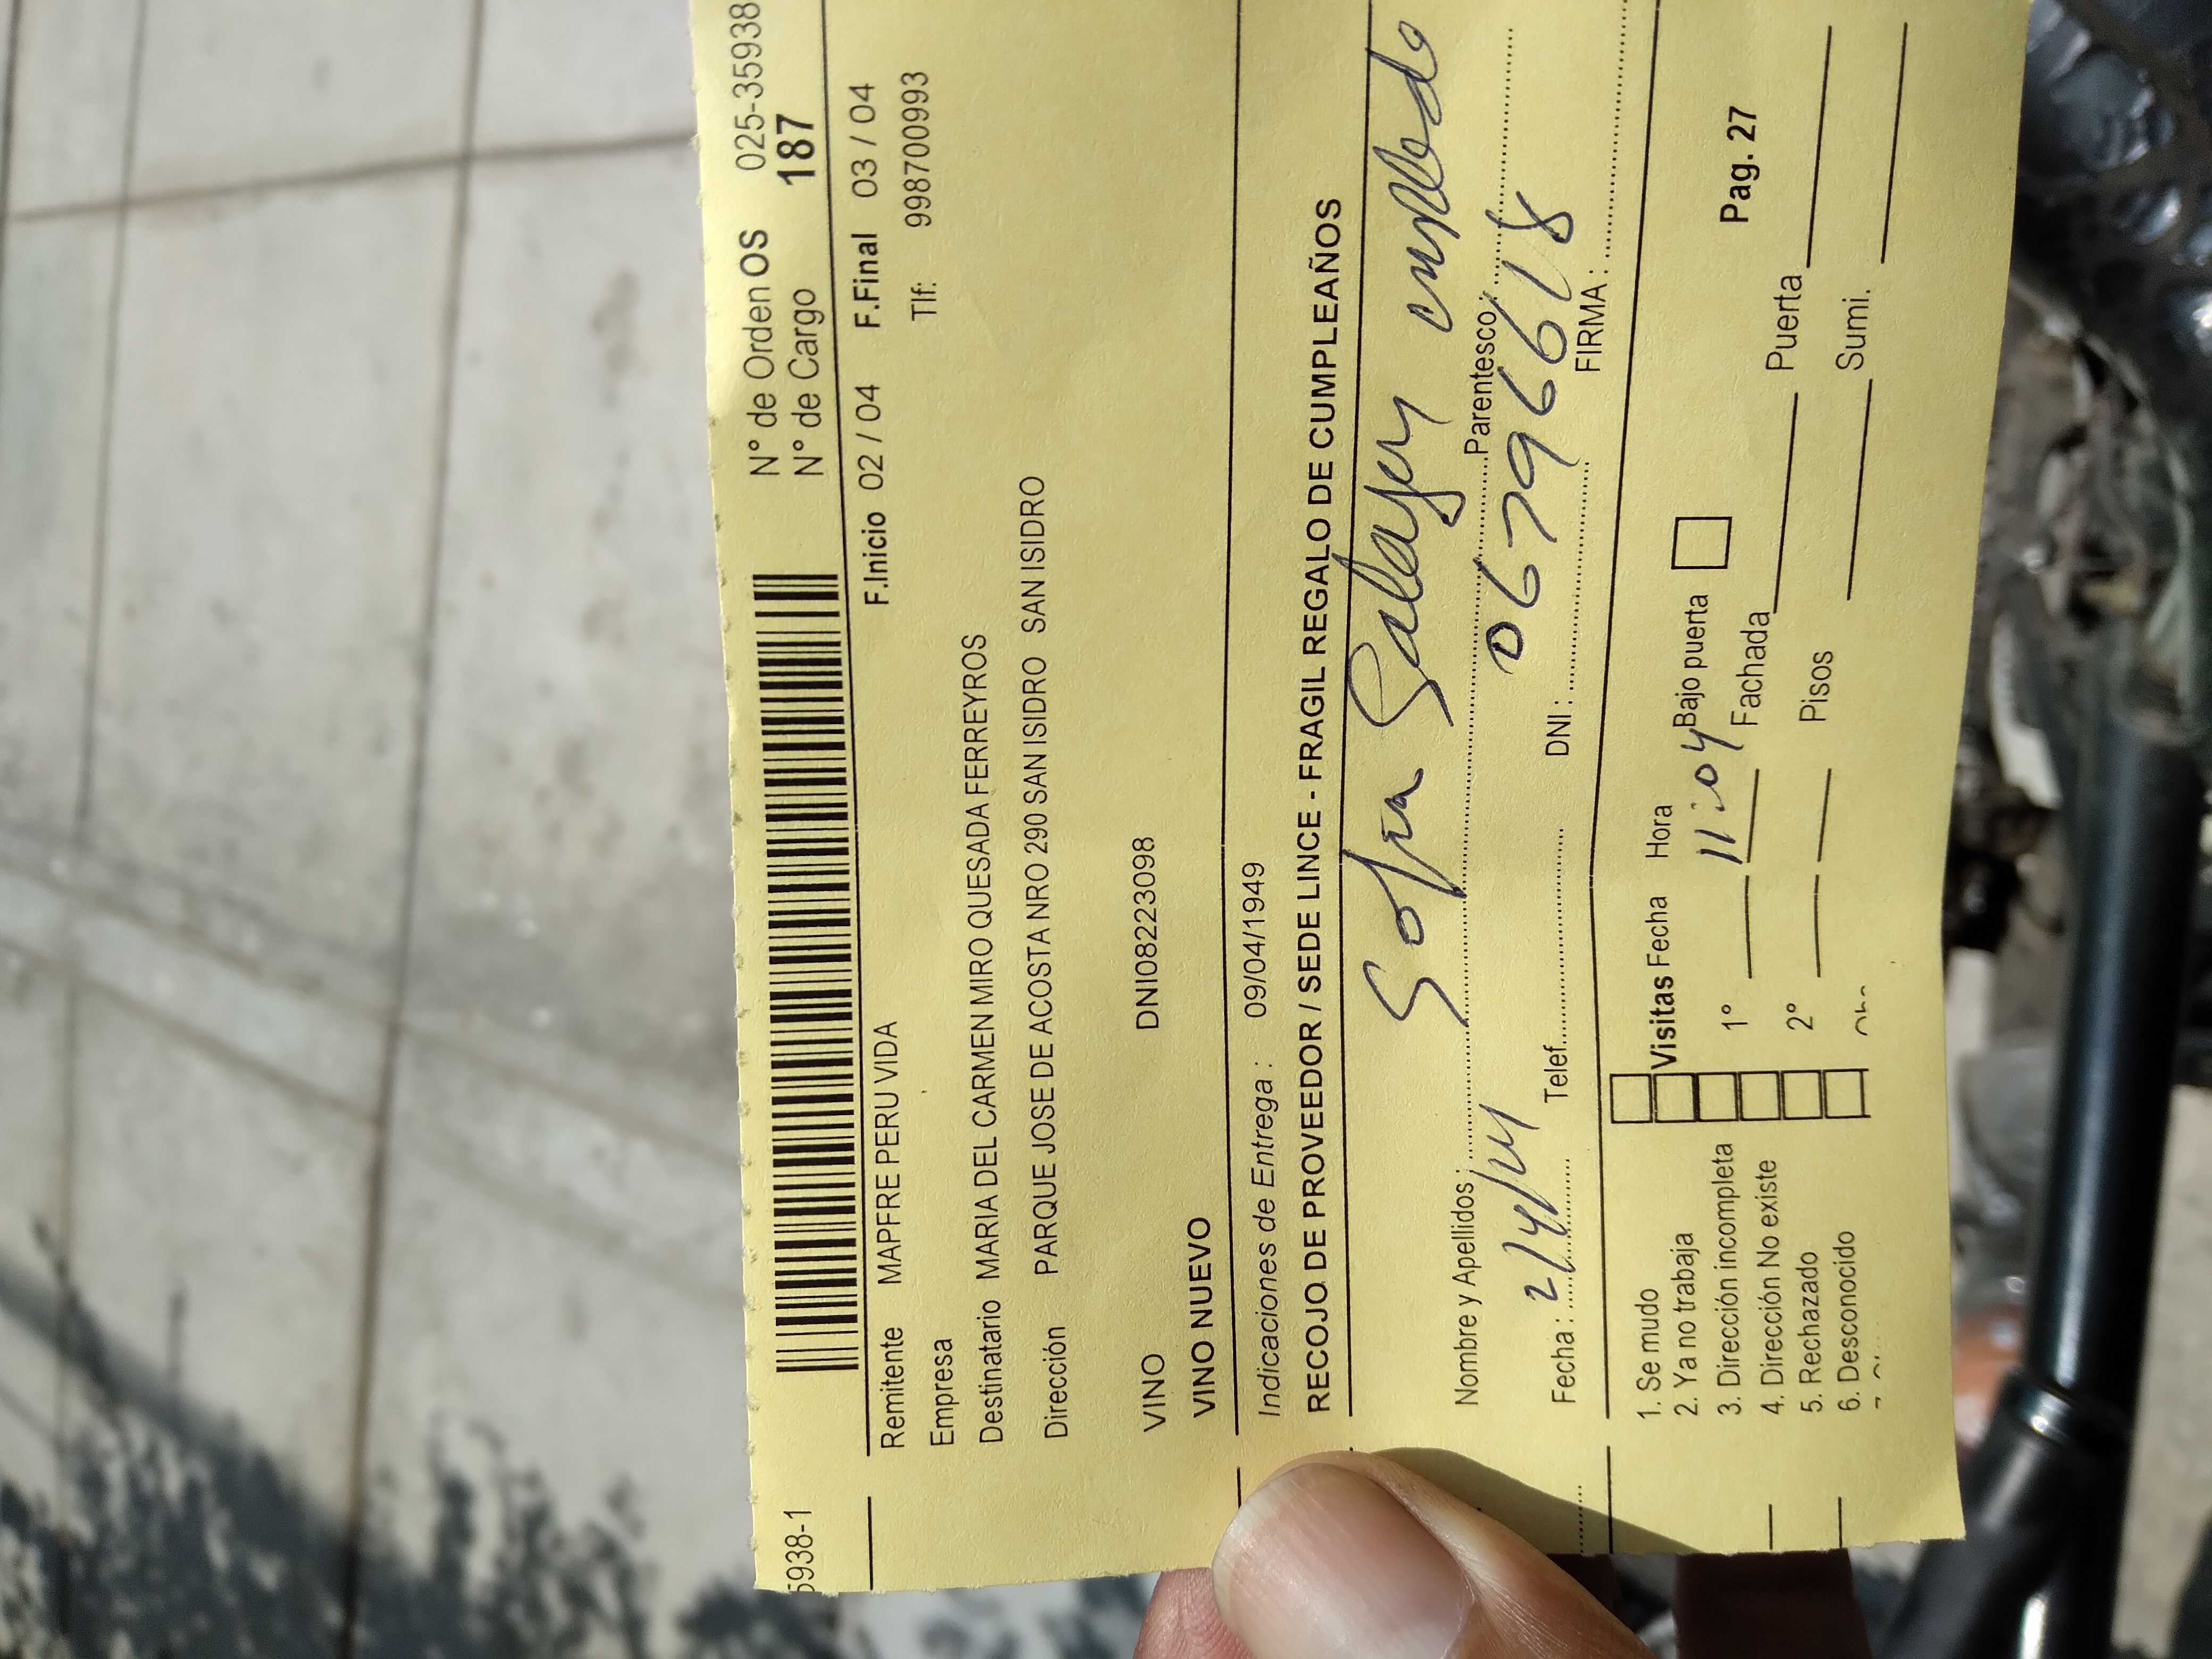 5938-1 N° de Orden OS 025-35938
N° de Cargo 187
Remitente MAPFRE PERU VIDA F.Inicio 02 / 04 F.Final 03 / 04
Empresa Tlf: 998700993
Destinatario MARIA DEL CARMEN MIRO QUESADA FERREYROS
Dirección PARQUE JOSE DE ACOSTA NRO 290 SAN ISIDRO SAN ISIDRO
VINO DNI08223098
VINO NUEVO
Indicaciones de Entrega : 09/04/1949
RECOJO DE PROVEEDOR / SEDE LINCE - FRAGIL REGALO DE CUMPLEAÑOS
Nombre y Apellidos : Sofia Salazar empleada
Telef. Parentesco:
Fecha : 2/4/ DNI : 06796618 FIRMA :
1. Se mudo Visitas Fecha Hora
2. Ya no trabaja 11:04 Bajo puerta
3. Dirección incompleta 1° Fachada Pag. 27
4. Dirección No existe Puerta
5. Rechazado 2° Pisos
6. Desconocido Sumi.